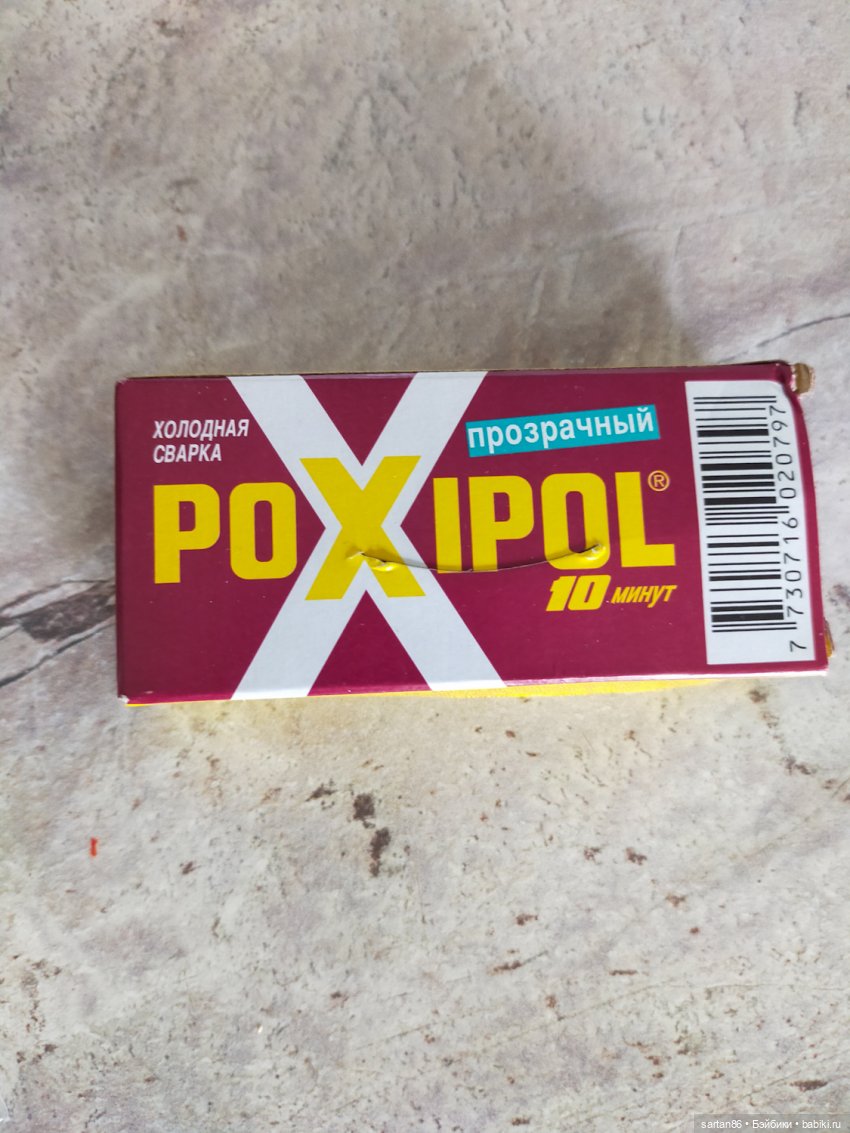 ХОЛОДНАЯ
СВАРКА
прозрачный
POXIPOL®
10 минут
7 730716 020797
sartan86 • Бэйбики • babiki.ru